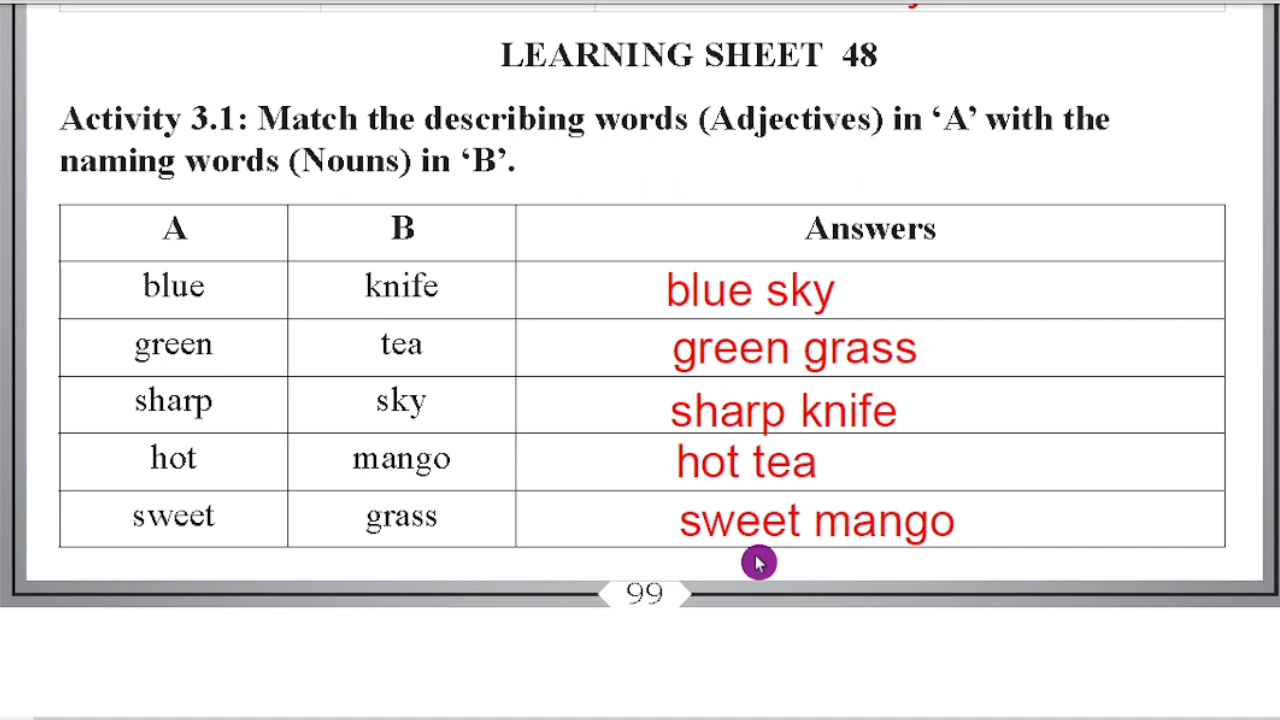 LEARNING SHEET 48
Activity 3.1: Match the describing words (Adjectives) in ‘A’ with the
naming words (Nouns) in ‘B’.
A B Answers
blue knife blue sky
green tea green grass
sharp sky sharp knife
hot mango hot tea
sweet grass sweet mango
99